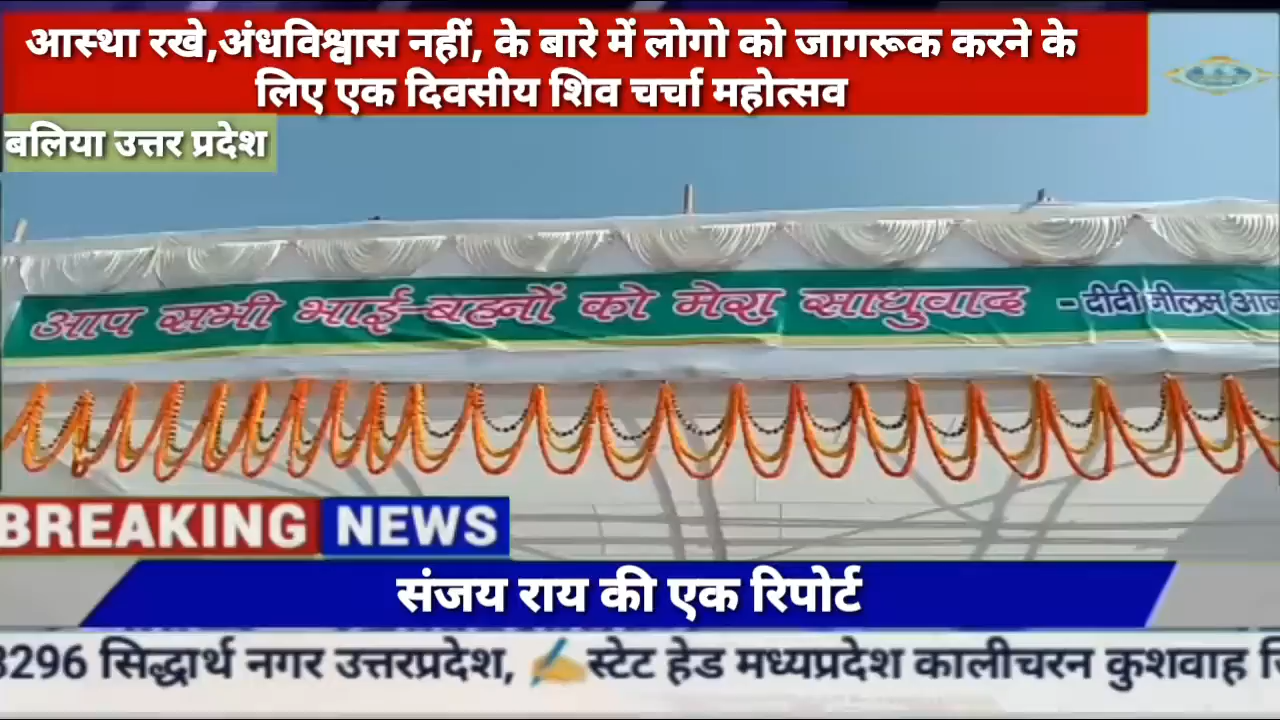 आस्था रखे,अंधविश्वास नहीं, के बारे में लोगो को जागरूक करने के
लिए एक दिवसीय शिव चर्चा महोत्सव
बलिया उत्तर प्रदेश
आप सभी भाई-बहनों को मेरा साधुवाद - दीदी नीलम
BREAKING NEWS
संजय राय की एक रिपोर्ट
3296 सिद्धार्थ नगर उत्तरप्रदेश, ✍️स्टेट हेड मध्यप्रदेश कालीचरन कुशवाह